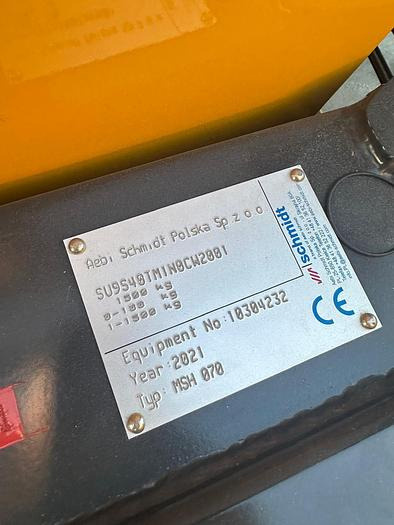 Aebi Schmidt Polska Sp z o o
SU9S40TM1N0CW2001
1500 kg
0-100 kg
1-1500 kg
Equipment No: 10304232
Year: 2021
Typ: MSH 070
schmidt
CE